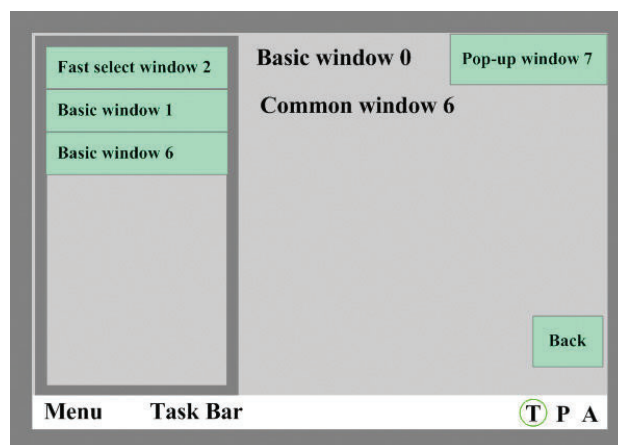 Fast select window 2
Basic window 1
Basic window 6
Basic window 0
Pop-up window 7
Common window 6
Back
Menu Task Bar T P A